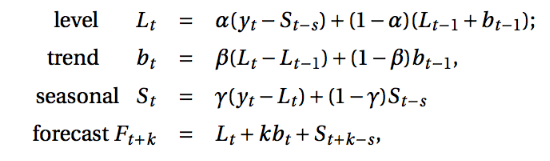 level L_t = α(y_t − S_{t−s}) + (1 − α)(L_{t−1} + b_{t−1});
trend b_t = β(L_t − L_{t−1}) + (1 − β)b_{t−1},
seasonal S_t = γ(y_t − L_t) + (1 − γ)S_{t−s}
forecast F_{t+k} = L_t + kb_t + S_{t+k−s},